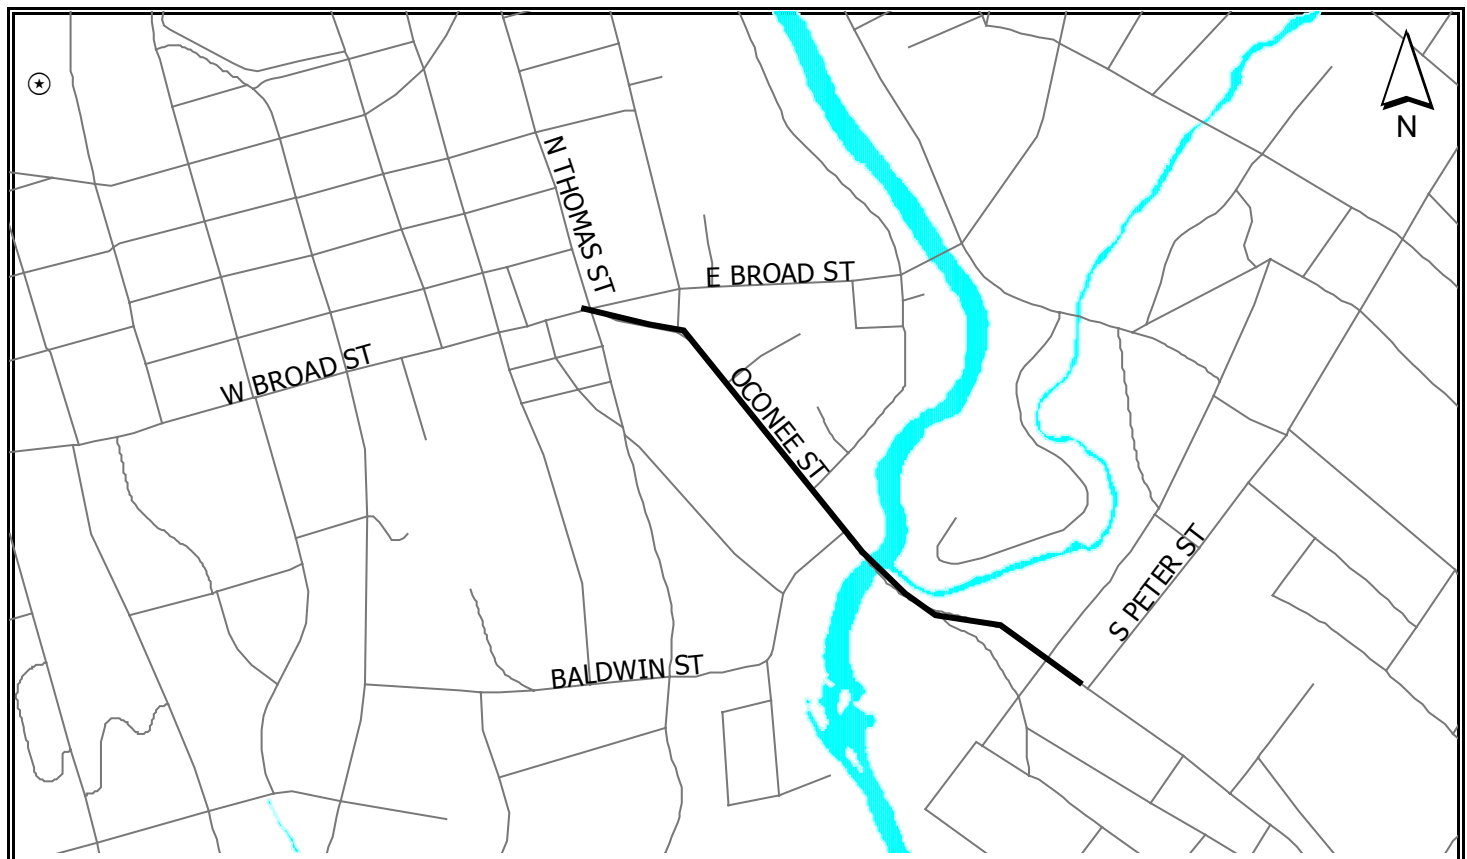 N
N THOMAS ST
E BROAD ST
W BROAD ST
OCONEE ST
S PETER ST
BALDWIN ST